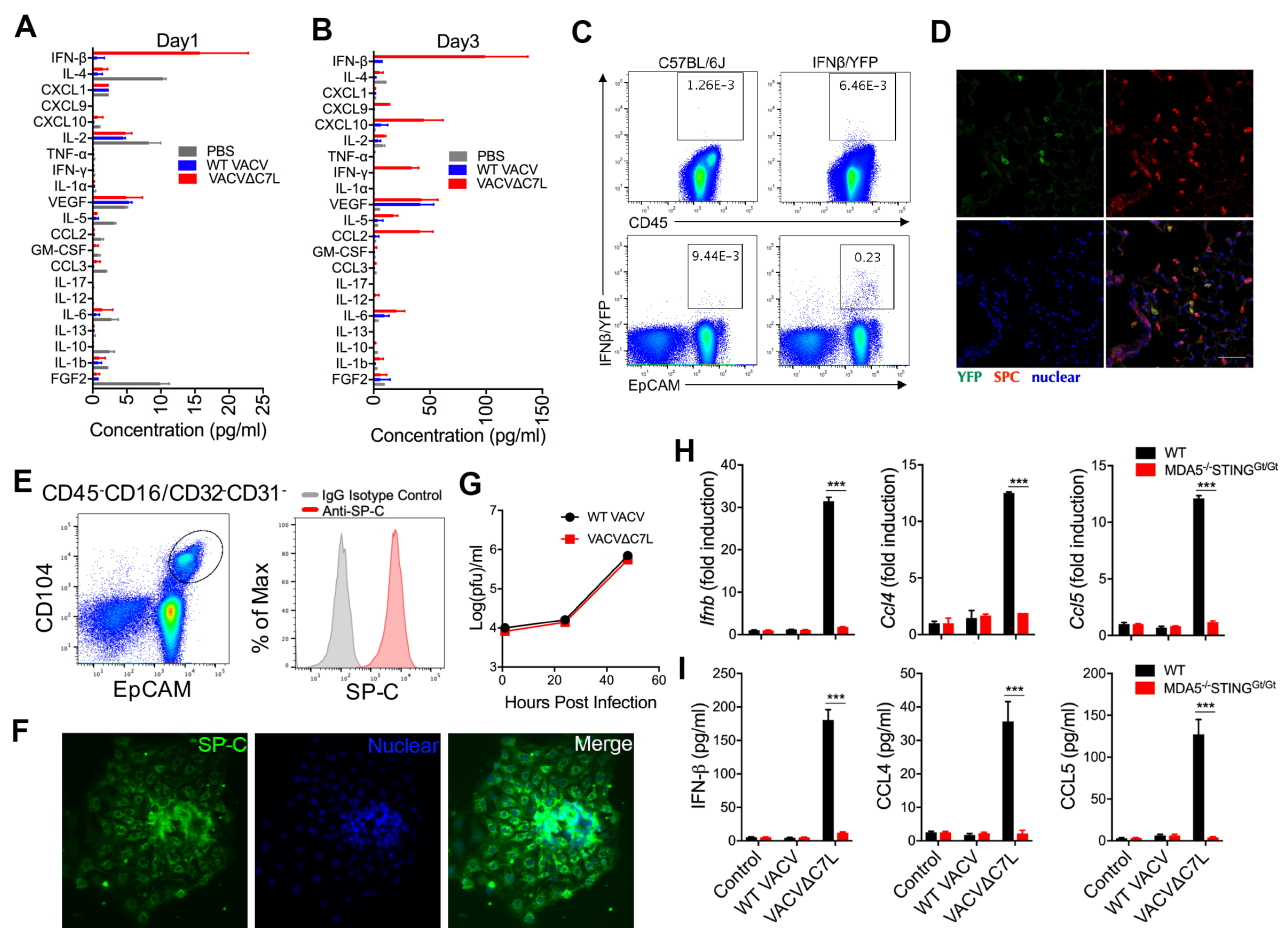 A
Day1
IFN-β
IL-4
CXCL1
CXCL9
CXCL10
IL-2
TNF-α
IFN-γ
IL-1α
VEGF
IL-5
CCL2
GM-CSF
CCL3
IL-17
IL-12
IL-6
IL-13
IL-10
IL-1b
FGF2
PBS
WT VACV
VACVΔC7L
0 5 10 15 20 25
Concentration (pg/ml)
B
Day3
IFN-β
IL-4
CXCL1
CXCL9
CXCL10
IL-2
TNF-α
IFN-γ
IL-1α
VEGF
IL-5
CCL2
GM-CSF
CCL3
IL-17
IL-12
IL-6
IL-13
IL-10
IL-1b
FGF2
PBS
WT VACV
VACVΔC7L
0 50 100 150
Concentration (pg/ml)
C
C57BL/6J IFNβ/YFP
1.26E-3 6.46E-3
CD45
9.44E-3 0.23
IFNβ/YFP
EpCAM
D
YFP SPC nuclear
E
CD45-CD16/CD32-CD31-
CD104
EpCAM
IgG Isotype Control
Anti-SP-C
% of Max
100
80
60
40
20
0
SP-C
F
SP-C Nuclear Merge
G
WT VACV
VACVΔC7L
Log(pfu)/ml
7
6
5
4
3
0 20 40 60
Hours Post Infection
H
WT
MDA5-/-STINGGt/Gt
Ifnb (fold induction)
40
30
20
10
0
***
Ccl4 (fold induction)
15
10
5
0
***
Ccl5 (fold induction)
15
10
5
0
***
I
WT
MDA5-/-STINGGt/Gt
IFN-β (pg/ml)
250
200
150
100
50
0
***
Control
WT VACV
VACVΔC7L
CCL4 (pg/ml)
50
40
30
20
10
0
***
Control
WT VACV
VACVΔC7L
CCL5 (pg/ml)
200
150
100
50
0
***
Control
WT VACV
VACVΔC7L